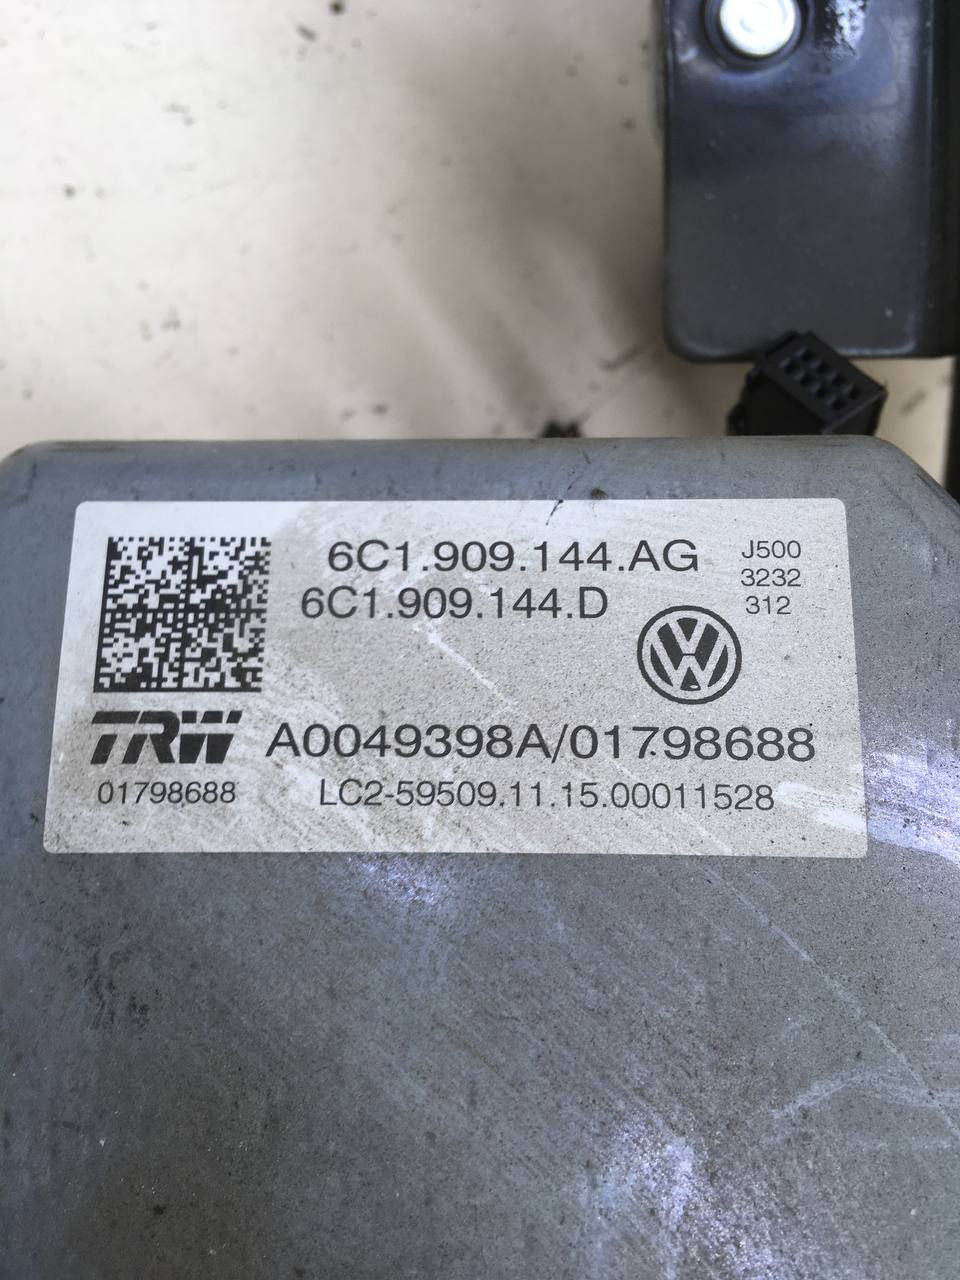 6C1.909.144.AG
6C1.909.144.D
J500
3232
312
TRW
A0049398A/01798688
01798688
LC2-59509.11.15.00011528